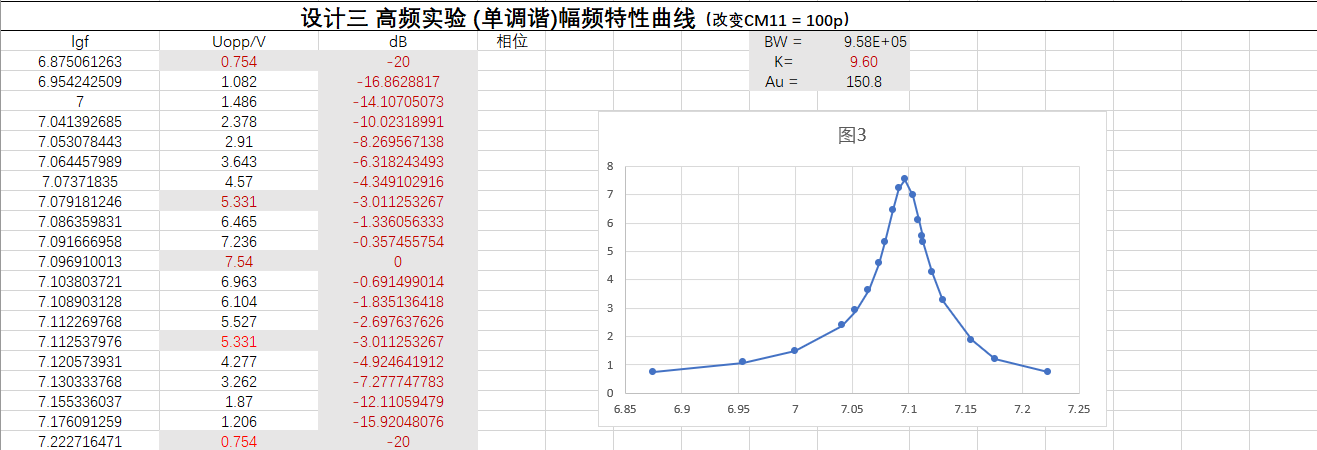 设计三 高频实验 (单调谐)幅频特性曲线 (改变CM11 = 100p)
lgf Uopp/V dB 相位 BW = 9.58E+05
6.875061263 0.754 -20 K= 9.60
6.954242509 1.082 -16.8628817 Au = 150.8
7 1.486 -14.10705073
7.041392685 2.378 -10.02318991
7.053078443 2.91 -8.269567138
7.064457989 3.643 -6.318243493
7.07371835 4.57 -4.349102916
7.079181246 5.331 -3.011253267
7.086359831 6.465 -1.336056333
7.091666958 7.236 -0.357455754
7.096910013 7.54 0
7.103803721 6.963 -0.691499014
7.108903128 6.104 -1.835136418
7.112269768 5.527 -2.697637626
7.112537976 5.331 -3.011253267
7.120573931 4.277 -4.924641912
7.130333768 3.262 -7.277747783
7.155336037 1.87 -12.11059479
7.176091259 1.206 -15.92048076
7.222716471 0.754 -20
图3
8
7
6
5
4
3
2
1
0
6.85 6.9 6.95 7 7.05 7.1 7.15 7.2 7.25